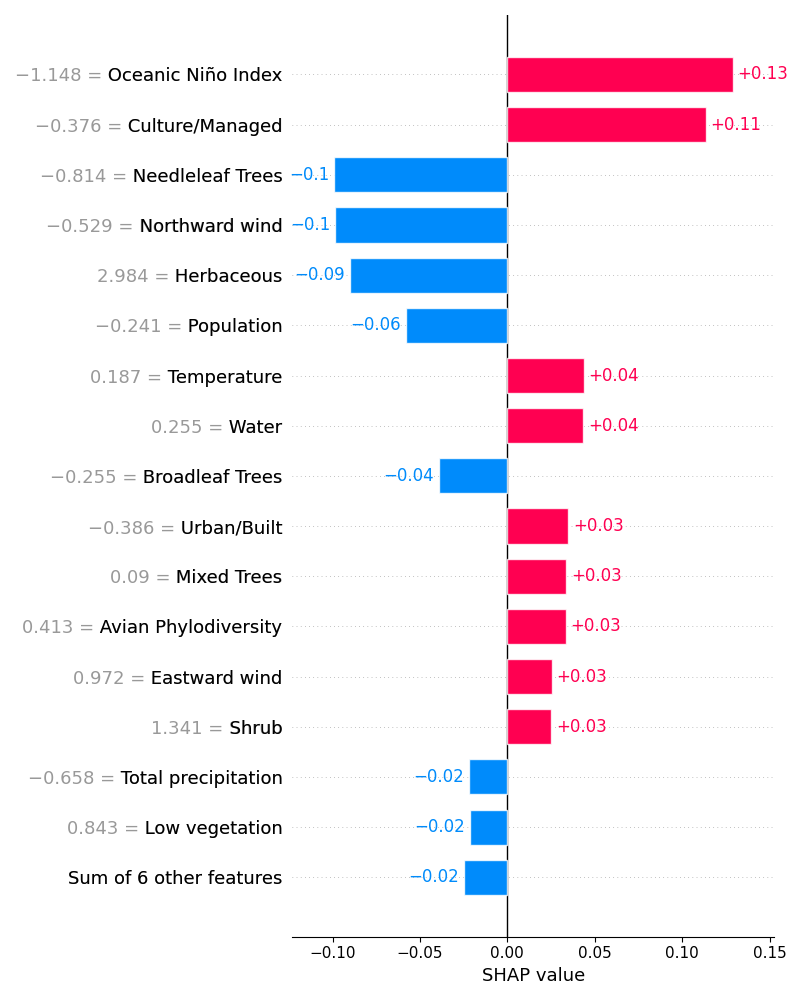 −1.148 = Oceanic Niño Index +0.13
−0.376 = Culture/Managed +0.11
−0.814 = Needleleaf Trees −0.1
−0.529 = Northward wind −0.1
2.984 = Herbaceous −0.09
−0.241 = Population −0.06
0.187 = Temperature +0.04
0.255 = Water +0.04
−0.255 = Broadleaf Trees −0.04
−0.386 = Urban/Built +0.03
0.09 = Mixed Trees +0.03
0.413 = Avian Phylodiversity +0.03
0.972 = Eastward wind +0.03
1.341 = Shrub +0.03
−0.658 = Total precipitation −0.02
0.843 = Low vegetation −0.02
Sum of 6 other features −0.02
−0.10 −0.05 0.00 0.05 0.10 0.15
SHAP value